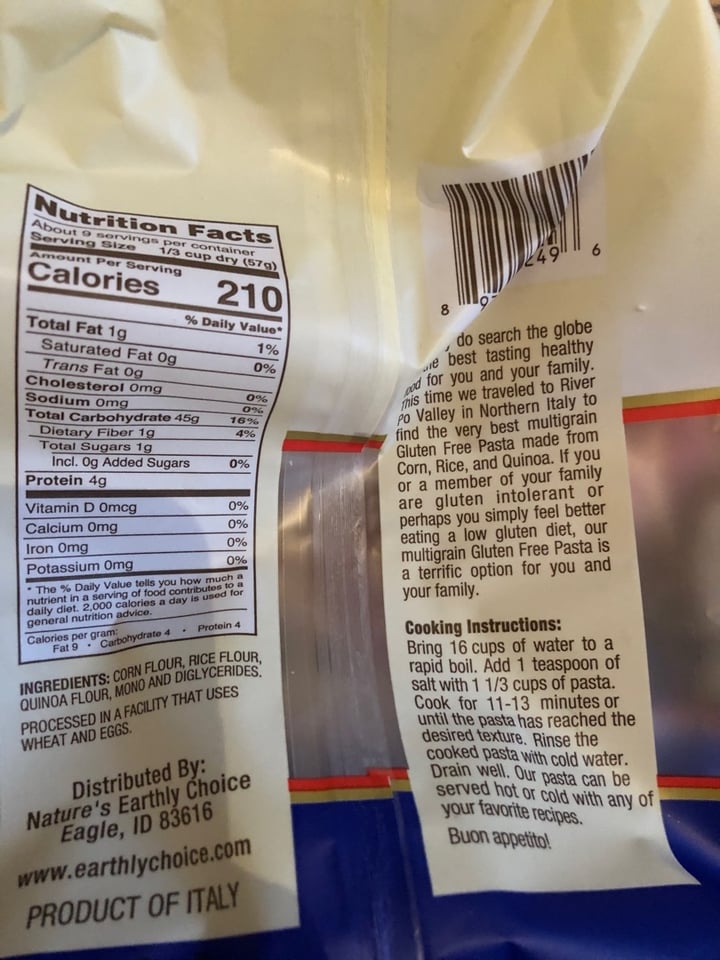 Nutrition Facts
About 9 servings per container
Serving Size 1/3 cup dry (57g)
Amount Per Serving
Calories 210
% Daily Value*
Total Fat 1g 1%
Saturated Fat 0g 0%
Trans Fat 0g
Cholesterol 0mg 0%
Sodium 0mg 0%
Total Carbohydrate 45g 16%
Dietary Fiber 1g 4%
Total Sugars 1g
Incl. 0g Added Sugars 0%
Protein 4g
Vitamin D 0mcg 0%
Calcium 0mg 0%
Iron 0mg 0%
Potassium 0mg 0%
* The % Daily Value tells you how much a
nutrient in a serving of food contributes to a
daily diet. 2,000 calories a day is used for
general nutrition advice.
Calories per gram:
Fat 9 • Carbohydrate 4 • Protein 4
INGREDIENTS: CORN FLOUR, RICE FLOUR,
QUINOA FLOUR, MONO AND DIGLYCERIDES.
PROCESSED IN A FACILITY THAT USES
WHEAT AND EGGS.
Distributed By:
Nature's Earthly Choice
Eagle, ID 83616
www.earthlychoice.com
PRODUCT OF ITALY
8 9 249 6
do search the globe
best tasting healthy
for you and your family.
This time we traveled to River
Po Valley in Northern Italy to
find the very best multigrain
Gluten Free Pasta made from
Corn, Rice, and Quinoa. If you
or a member of your family
are gluten intolerant or
perhaps you simply feel better
eating a low gluten diet, our
multigrain Gluten Free Pasta is
a terrific option for you and
your family.
Cooking Instructions:
Bring 16 cups of water to a
rapid boil. Add 1 teaspoon of
salt with 1 1/3 cups of pasta.
Cook for 11-13 minutes or
until the pasta has reached the
desired texture. Rinse the
cooked pasta with cold water.
Drain well. Our pasta can be
served hot or cold with any of
your favorite recipes.
Buon appetito!